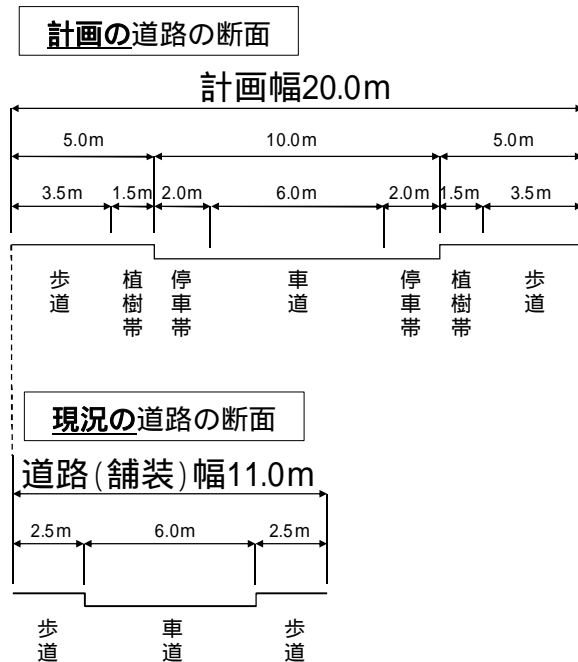 計画の道路の断面
計画幅20.0m
5.0m 10.0m 5.0m
3.5m 1.5m 2.0m 6.0m 2.0m 1.5m 3.5m
歩道 植樹帯 停車帯 車道 停車帯 植樹帯 歩道
現況の道路の断面
道路(舗装)幅11.0m
2.5m 6.0m 2.5m
歩道 車道 歩道